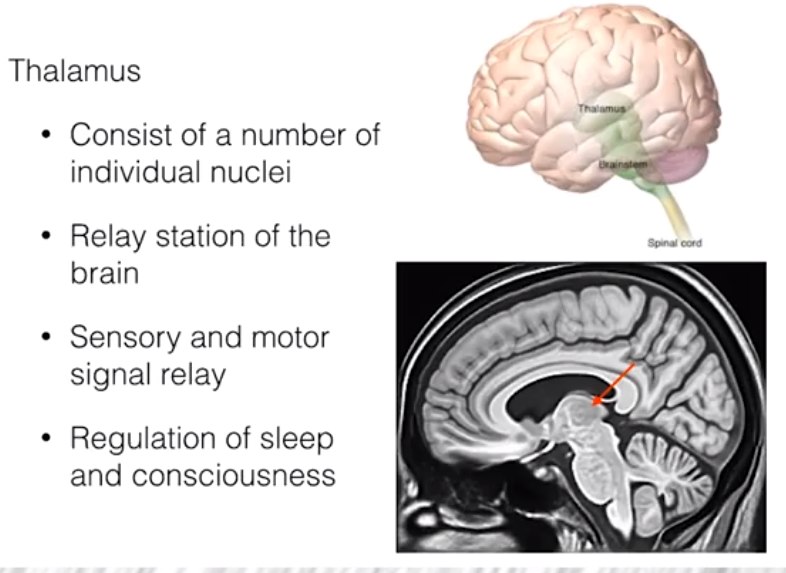 Thalamus
• Consist of a number of
individual nuclei
• Relay station of the
brain
• Sensory and motor
signal relay
• Regulation of sleep
and consciousness
Thalamus
Brainstem
Spinal cord